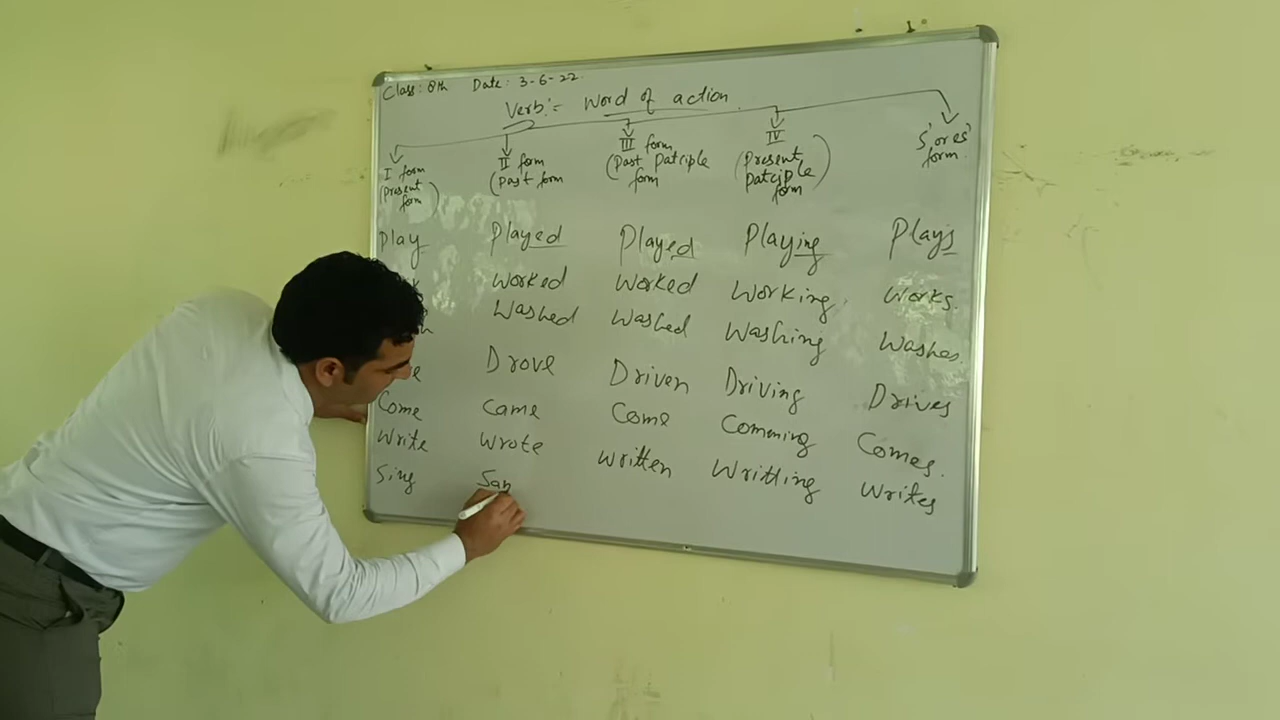 Class: 8th Date: 3-6-22.
Verb:- Word of action.
I form (Present form)
II form (Past form
III form (Past Patciple form
IV (Present Patciple form)
'S' or 'es' form.
Play Played Played Playing Plays
Worked Worked Working. Works.
Washed Washed Washing Washes.
Drove Driven Driving Drives
Come Came Come Comming Comes.
Write Wrote Written Writting Writes
Sing San